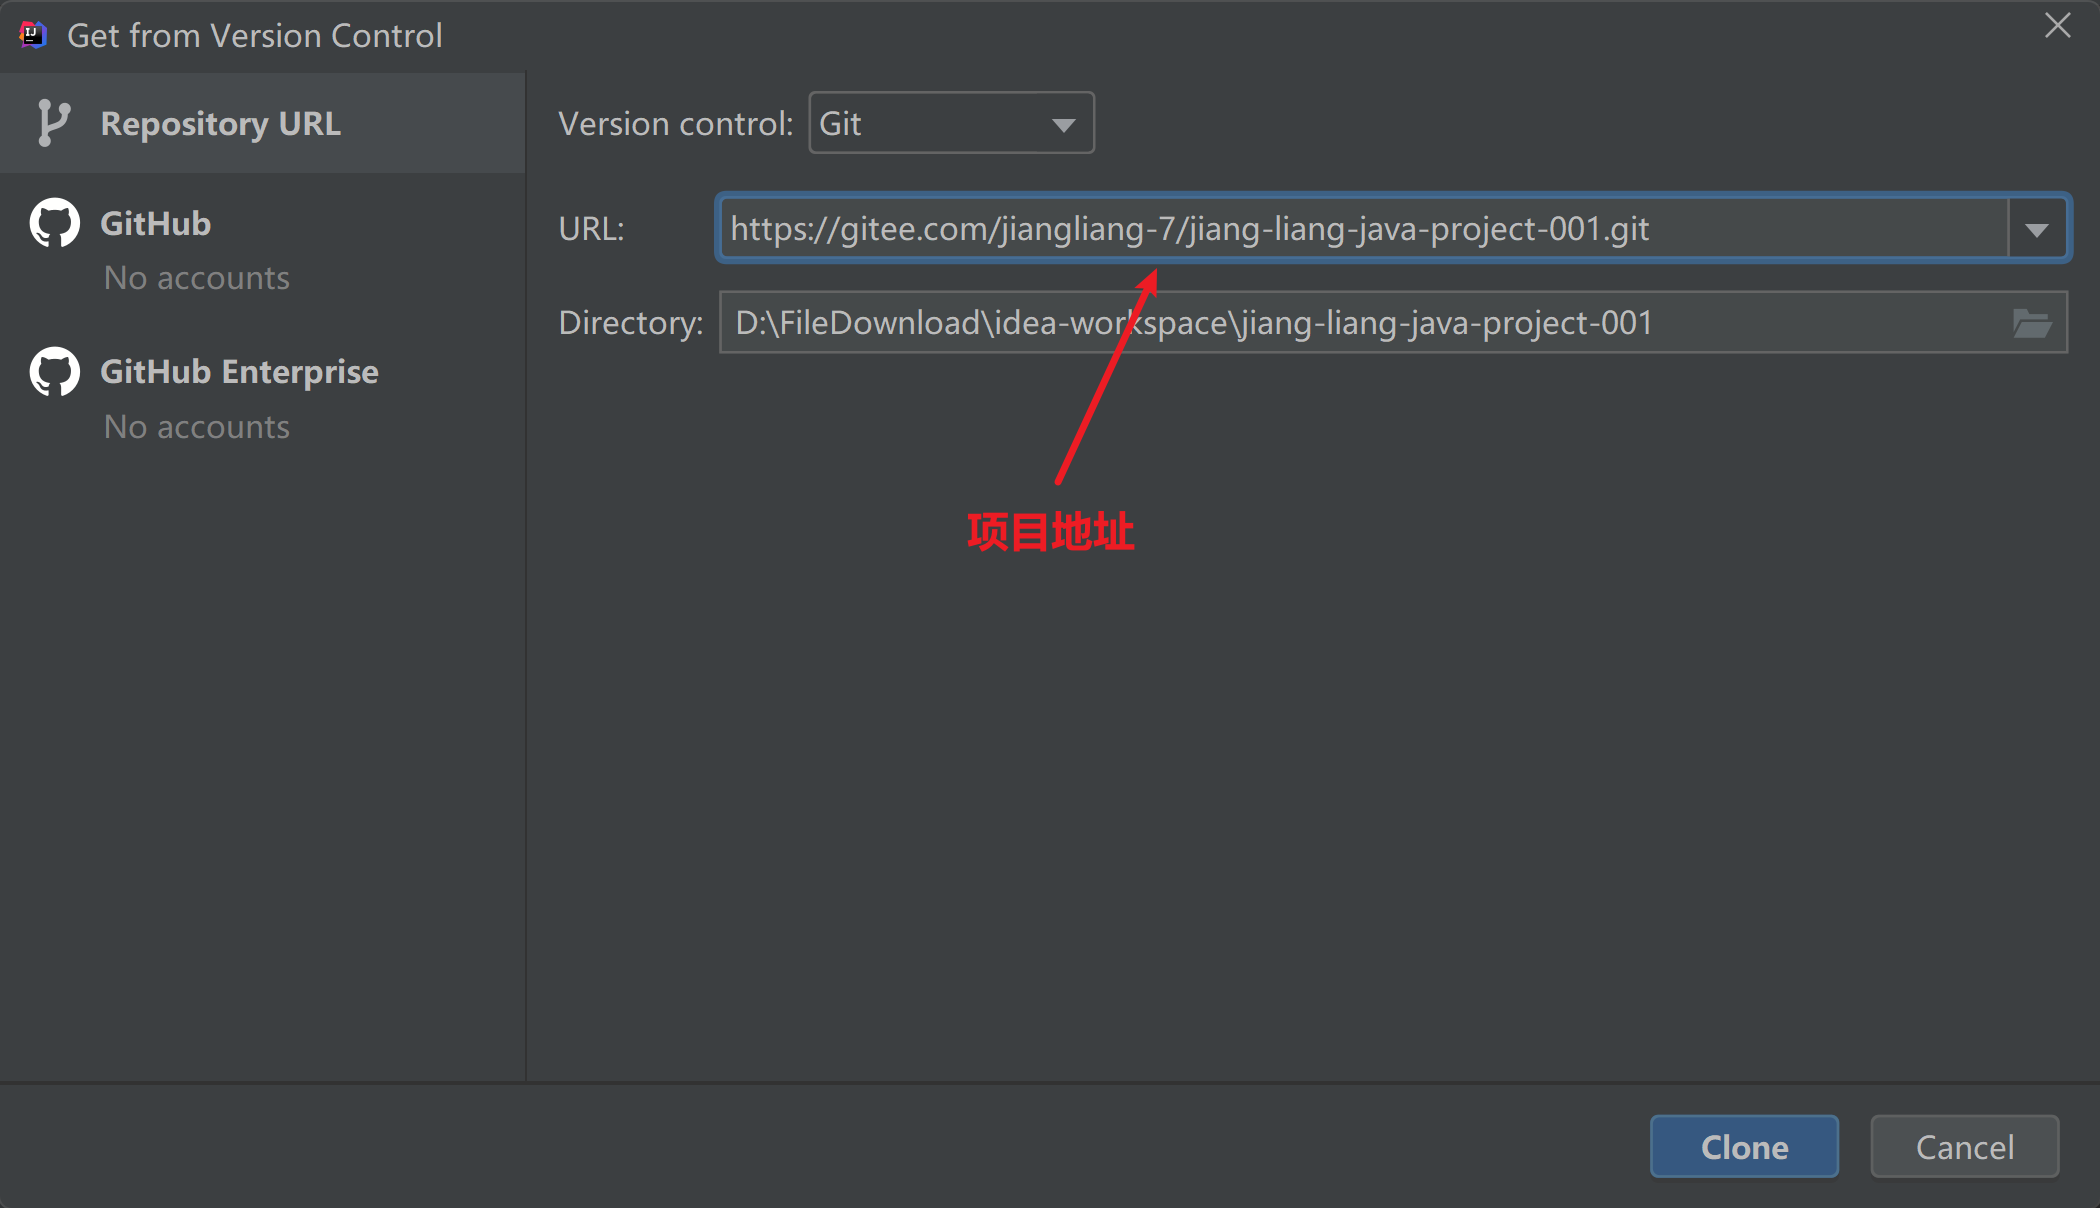 Get from Version Control
Repository URL
GitHub
No accounts
GitHub Enterprise
No accounts
Version control: Git
URL: https://gitee.com/jiangliang-7/jiang-liang-java-project-001.git
Directory: D:\FileDownload\idea-workspace\jiang-liang-java-project-001
项目地址
Clone Cancel